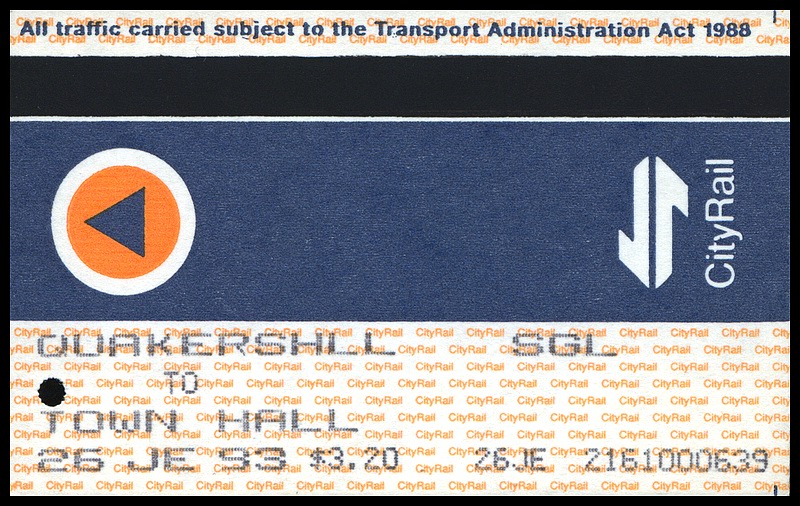 All traffic carried subject to the Transport Administration Act 1988
CityRail
QUAKERSHLL SGL
TO
TOWN HALL
26 JE 93 $3.20 26JE Z161000639